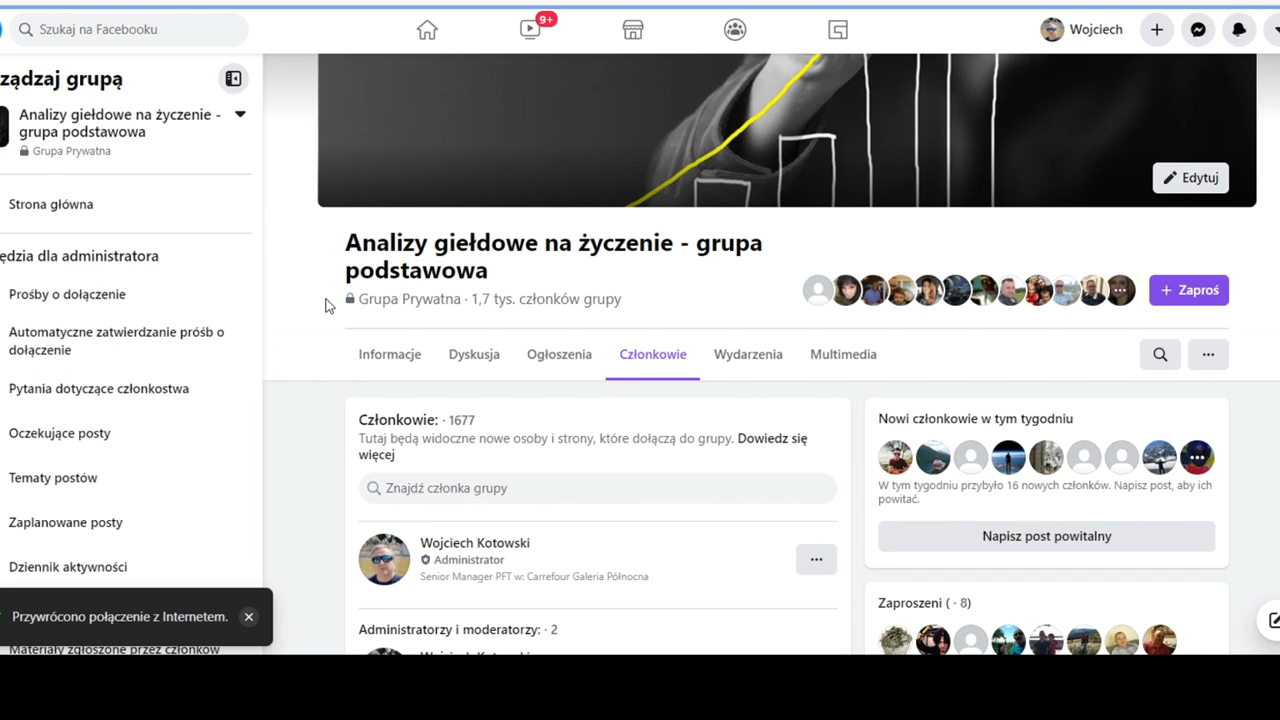 Szukaj na Facebooku
9+
Wojciech
ządzaj grupą
Analizy giełdowe na życzenie -
grupa podstawowa
Grupa Prywatna
Strona główna
ędzia dla administratora
Prośby o dołączenie
Automatyczne zatwierdzanie próśb o
dołączenie
Pytania dotyczące członkostwa
Oczekujące posty
Tematy postów
Zaplanowane posty
Dziennik aktywności
Przywrócono połączenie z Internetem.
Materiały zgłoszone przez członków
Edytuj
Analizy giełdowe na życzenie - grupa
podstawowa
Grupa Prywatna · 1,7 tys. członków grupy
+ Zaproś
Informacje
Dyskusja
Ogłoszenia
Członkowie
Wydarzenia
Multimedia
Członkowie: · 1677
Tutaj będą widoczne nowe osoby i strony, które dołączą do grupy. Dowiedz się
więcej
Znajdź członka grupy
Wojciech Kotowski
Administrator
Senior Manager PFT w: Carrefour Galeria Północna
Administratorzy i moderatorzy: · 2
Nowi członkowie w tym tygodniu
W tym tygodniu przybyło 16 nowych członków. Napisz post, aby ich
powitać.
Napisz post powitalny
Zaproszeni ( · 8)